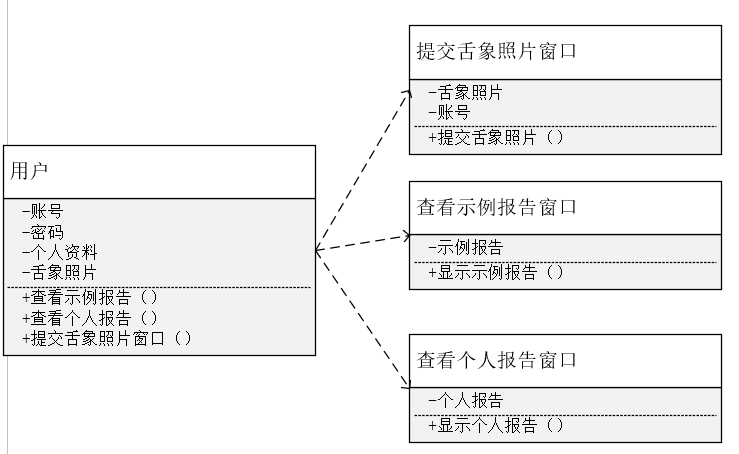 提交舌象照片窗口
-舌象照片
-账号
+提交舌象照片（）
用户
-账号
-密码
-个人资料
-舌象照片
+查看示例报告（）
+查看个人报告（）
+提交舌象照片窗口（）
查看示例报告窗口
-示例报告
+显示示例报告（）
查看个人报告窗口
-个人报告
+显示个人报告（）